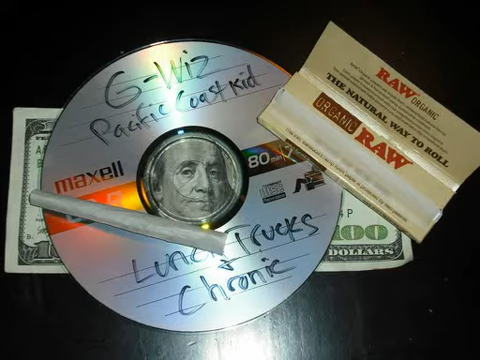 G-Wiz
Pacific Coast Kid
maxell
80min
Lunch Trucks
&
Chronic
RAW ORGANIC
THE NATURAL WAY TO ROLL
ORGANIC RAW
100
DOLLARS